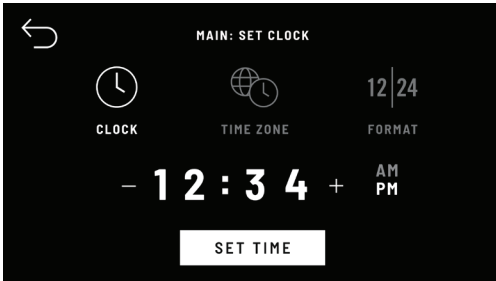 MAIN: SET CLOCK
12|24
CLOCK TIME ZONE FORMAT
AM
− 12:34 +
PM
SET TIME